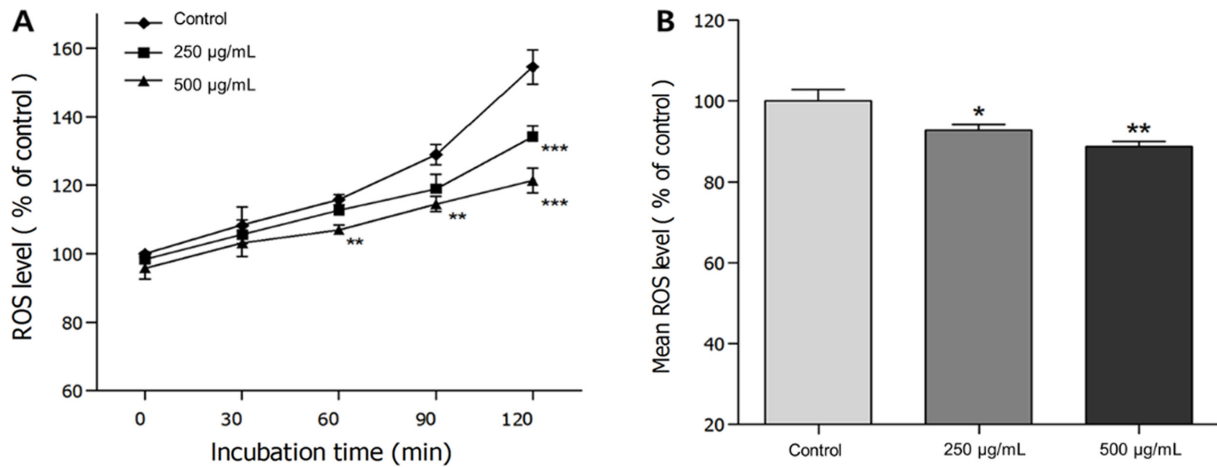 A
Control
250 µg/mL
500 µg/mL
ROS level ( % of control )
160
140
120
100
80
60
***
***
**
**
0 30 60 90 120
Incubation time (min)
B
Mean ROS level ( % of control )
120
100
80
60
40
20
*
**
Control 250 µg/mL 500 µg/mL